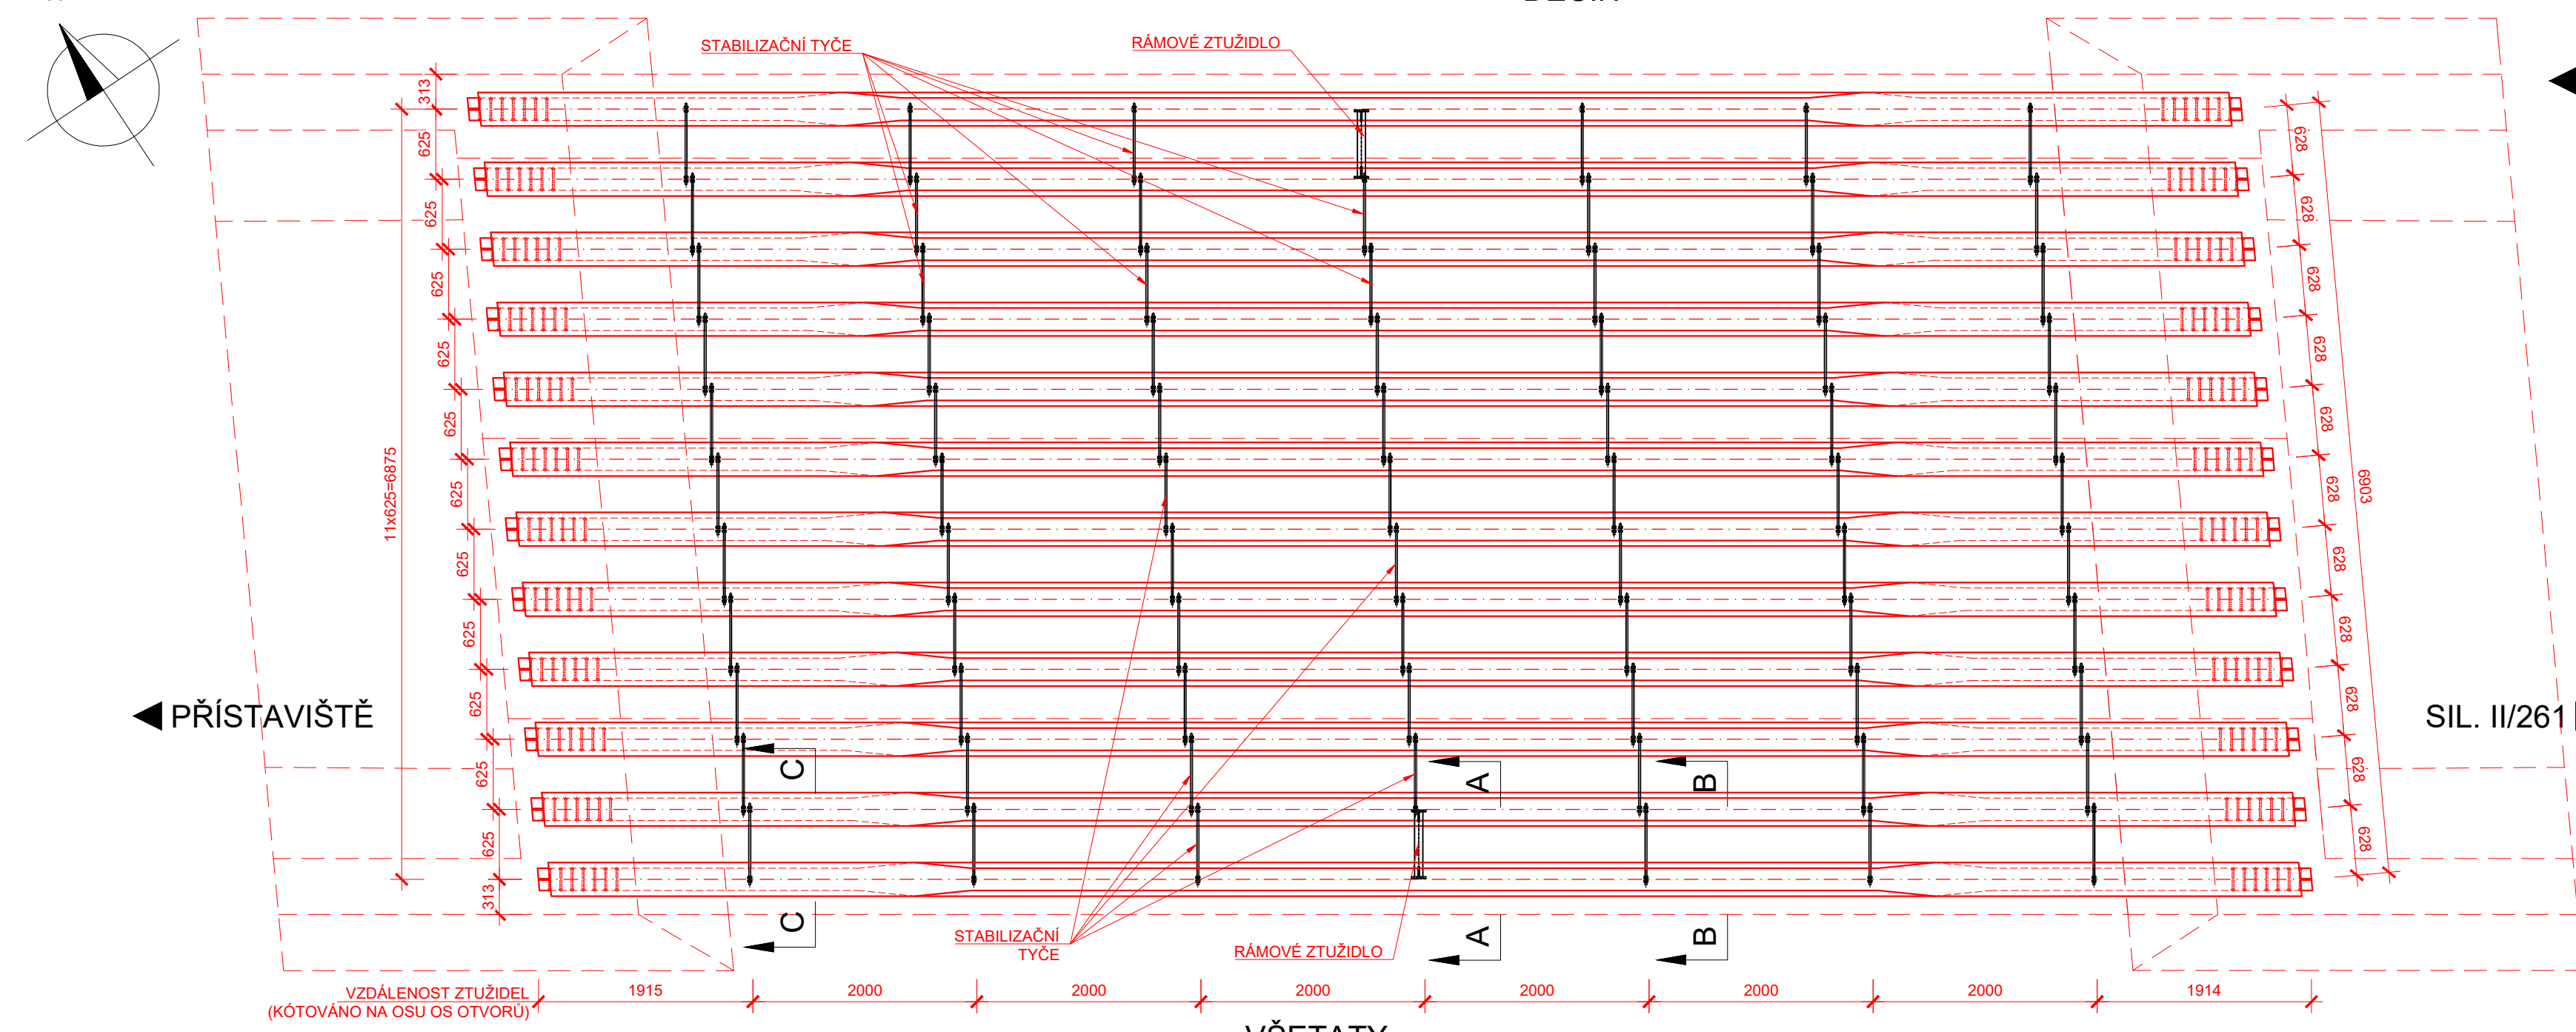 STABILIZAČNÍ TYČE
RÁMOVÉ ZTUŽIDLO
313
625
625
625
625
625
625
625
625
625
625
625
313
11x625=6875
628
628
628
628
628
628
628
628
628
628
628
6903
PŘÍSTAVIŠTĚ
SIL. II/261
C
A
B
C
A
B
STABILIZAČNÍ
TYČE
RÁMOVÉ ZTUŽIDLO
VZDÁLENOST ZTUŽIDEL
(KÓTOVÁNO NA OSU OS OTVORŮ)
1915
2000
2000
2000
2000
2000
2000
1914
VŠETATY